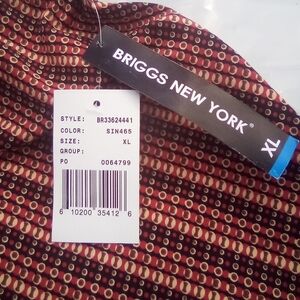 BRIGGS NEW YORK®
XL
STYLE: BR33624441
COLOR: SIN465
SIZE: XL
GROUP:
PO 0064799
6 10200 35412 6